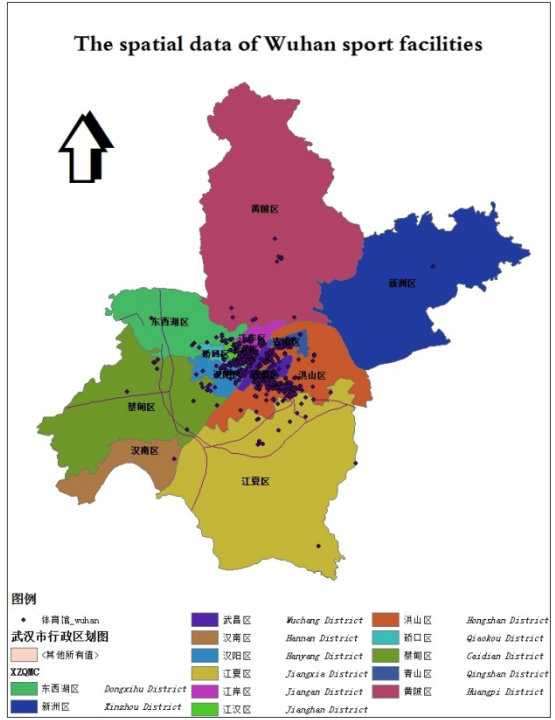 The spatial data of Wuhan sport facilities
黄陂区
新洲区
东西湖区
江岸区
青山区
硚口区
汉阳区
武昌区
洪山区
蔡甸区
汉南区
江夏区
图例
体育馆_wuhan
武汉市行政区划图
<其他所有值>
XZQMC
东西湖区 Dongxihu District
新洲区 Xinzhou District
武昌区 Wuchang District
汉南区 Hannan District
汉阳区 Hanyang District
江夏区 Jiangxia District
江岸区 Jiangan District
江汉区 Jianghan District
洪山区 Hongshan District
硚口区 Qiaokou District
蔡甸区 Caidian District
青山区 Qingshan District
黄陂区 Huangpi District